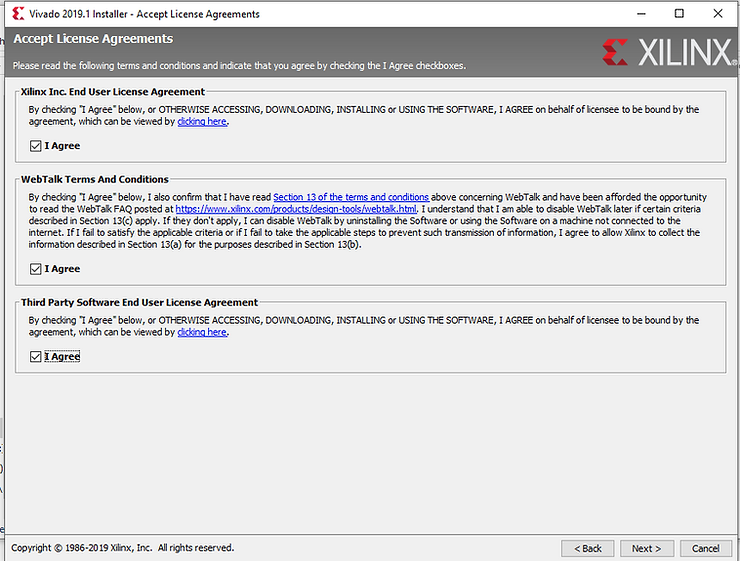 Vivado 2019.1 Installer - Accept License Agreements
Accept License Agreements
XILINX®
Please read the following terms and conditions and indicate that you agree by checking the I Agree checkboxes.
Xilinx Inc. End User License Agreement
By checking "I Agree" below, or OTHERWISE ACCESSING, DOWNLOADING, INSTALLING or USING THE SOFTWARE, I AGREE on behalf of licensee to be bound by the
agreement, which can be viewed by clicking here.
I Agree
WebTalk Terms And Conditions
By checking "I Agree" below, I also confirm that I have read Section 13 of the terms and conditions above concerning WebTalk and have been afforded the opportunity
to read the WebTalk FAQ posted at https://www.xilinx.com/products/design-tools/webtalk.html. I understand that I am able to disable WebTalk later if certain criteria
described in Section 13(c) apply. If they don't apply, I can disable WebTalk by uninstalling the Software or using the Software on a machine not connected to the
internet. If I fail to satisfy the applicable criteria or if I fail to take the applicable steps to prevent such transmission of information, I agree to allow Xilinx to collect the
information described in Section 13(a) for the purposes described in Section 13(b).
I Agree
Third Party Software End User License Agreement
By checking "I Agree" below, or OTHERWISE ACCESSING, DOWNLOADING, INSTALLING or USING THE SOFTWARE, I AGREE on behalf of licensee to be bound by the
agreement, which can be viewed by clicking here.
I Agree
Copyright © 1986-2019 Xilinx, Inc. All rights reserved.
< Back
Next >
Cancel